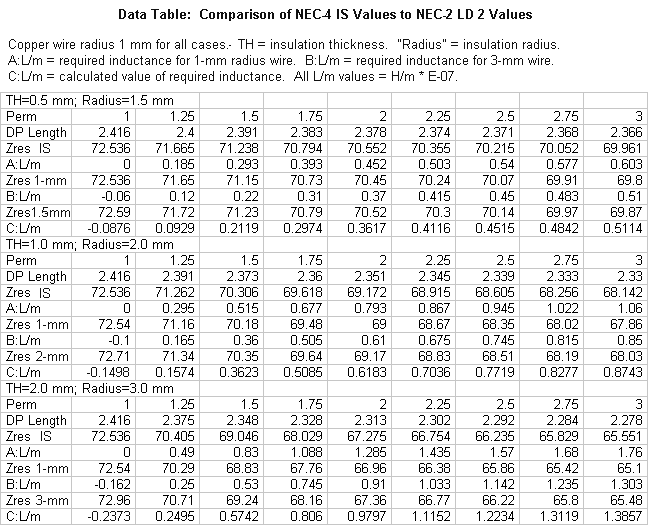 Data Table: Comparison of NEC-4 IS Values to NEC-2 LD 2 Values
Copper wire radius 1 mm for all cases.- TH = insulation thickness. "Radius" = insulation radius.
A:L/m = required inductance for 1-mm radius wire. B:L/m = required inductance for 3-mm wire.
C:L/m = calculated value of required inductance. All L/m values = H/m * E-07.
TH=0.5 mm; Radius=1.5 mm
Perm 1 1.25 1.5 1.75 2 2.25 2.5 2.75 3
DP Length 2.416 2.4 2.391 2.383 2.378 2.374 2.371 2.368 2.366
Zres IS 72.536 71.665 71.238 70.794 70.552 70.355 70.215 70.052 69.961
A:L/m 0 0.185 0.293 0.393 0.452 0.503 0.54 0.577 0.603
Zres 1-mm 72.536 71.65 71.15 70.73 70.45 70.24 70.07 69.91 69.8
B:L/m -0.06 0.12 0.22 0.31 0.37 0.415 0.45 0.483 0.51
Zres1.5mm 72.59 71.72 71.23 70.79 70.52 70.3 70.14 69.97 69.87
C:L/m -0.0876 0.0929 0.2119 0.2974 0.3617 0.4116 0.4515 0.4842 0.5114
TH=1.0 mm; Radius=2.0 mm
Perm 1 1.25 1.5 1.75 2 2.25 2.5 2.75 3
DP Length 2.416 2.391 2.373 2.36 2.351 2.345 2.339 2.333 2.33
Zres IS 72.536 71.262 70.306 69.618 69.172 68.915 68.605 68.256 68.142
A:L/m 0 0.295 0.515 0.677 0.793 0.867 0.945 1.022 1.06
Zres 1-mm 72.54 71.16 70.18 69.48 69 68.67 68.35 68.02 67.86
B:L/m -0.1 0.165 0.36 0.505 0.61 0.675 0.745 0.815 0.85
Zres 2-mm 72.71 71.34 70.35 69.64 69.17 68.83 68.51 68.19 68.03
C:L/m -0.1498 0.1574 0.3623 0.5085 0.6183 0.7036 0.7719 0.8277 0.8743
TH=2.0 mm; Radius=3.0 mm
Perm 1 1.25 1.5 1.75 2 2.25 2.5 2.75 3
DP Length 2.416 2.375 2.348 2.328 2.313 2.302 2.292 2.284 2.278
Zres IS 72.536 70.405 69.046 68.029 67.275 66.754 66.235 65.829 65.551
A:L/m 0 0.49 0.83 1.088 1.285 1.435 1.57 1.68 1.76
Zres 1-mm 72.54 70.29 68.83 67.76 66.96 66.38 65.86 65.42 65.1
B:L/m -0.162 0.25 0.53 0.745 0.91 1.033 1.142 1.235 1.303
Zres 3-mm 72.96 70.71 69.24 68.16 67.36 66.77 66.22 65.8 65.48
C:L/m -0.2373 0.2495 0.5742 0.806 0.9797 1.1152 1.2234 1.3119 1.3857